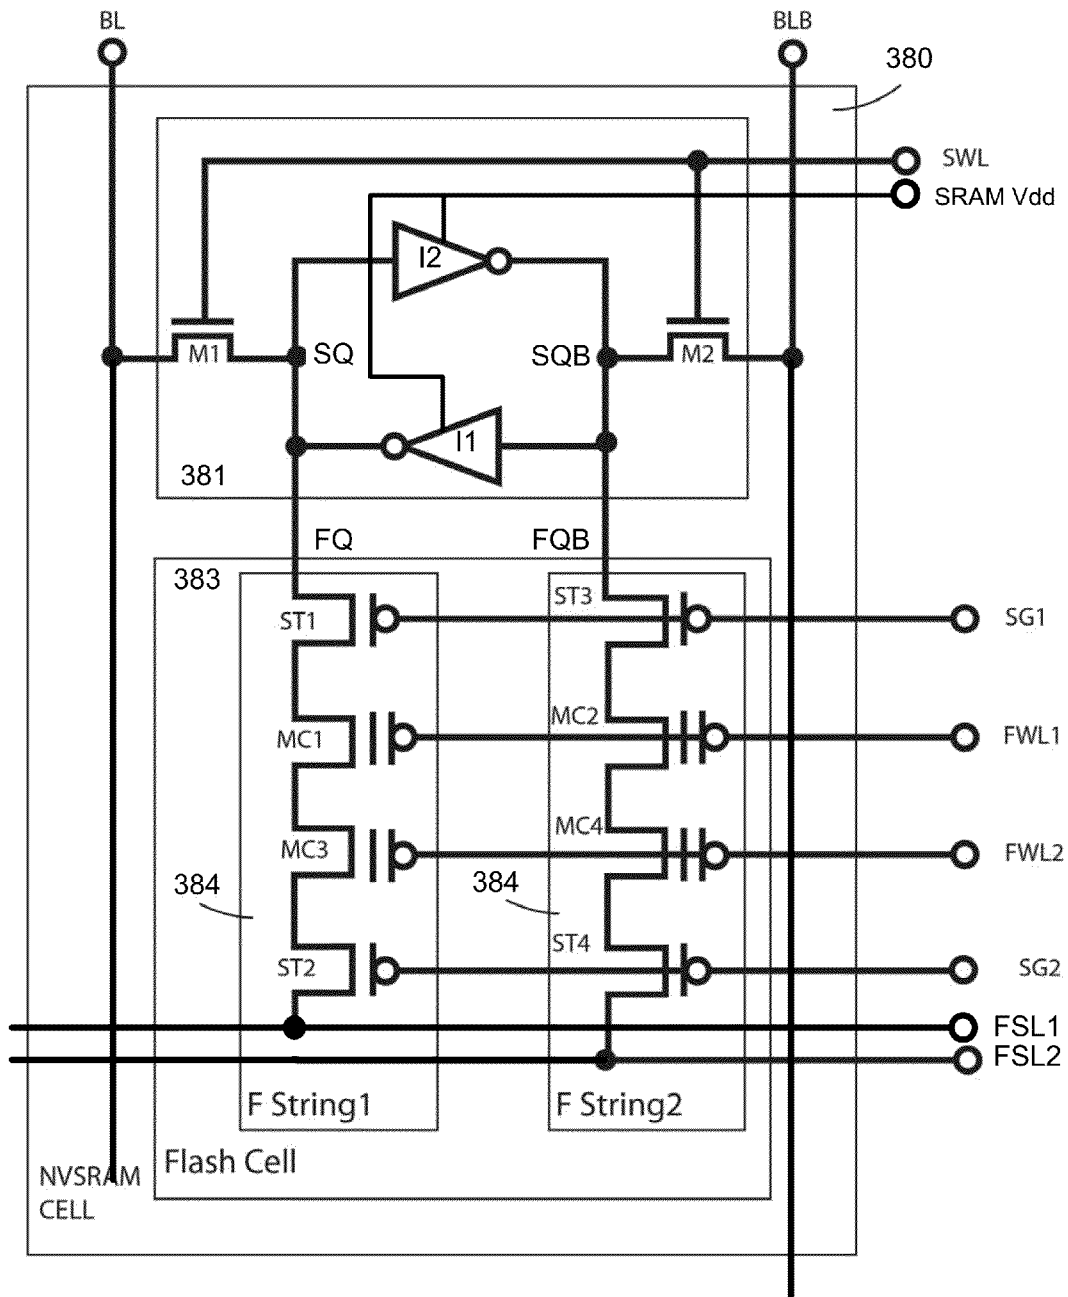 BL
BLB
380
SWL
SRAM Vdd
I2
M1
SQ
SQB
M2
I1
381
FQ
FQB
383
ST1
ST3
SG1
MC1
MC2
FWL1
MC3
MC4
FWL2
384
384
ST2
ST4
SG2
FSL1
FSL2
F String1
F String2
Flash Cell
NVSRAM
CELL